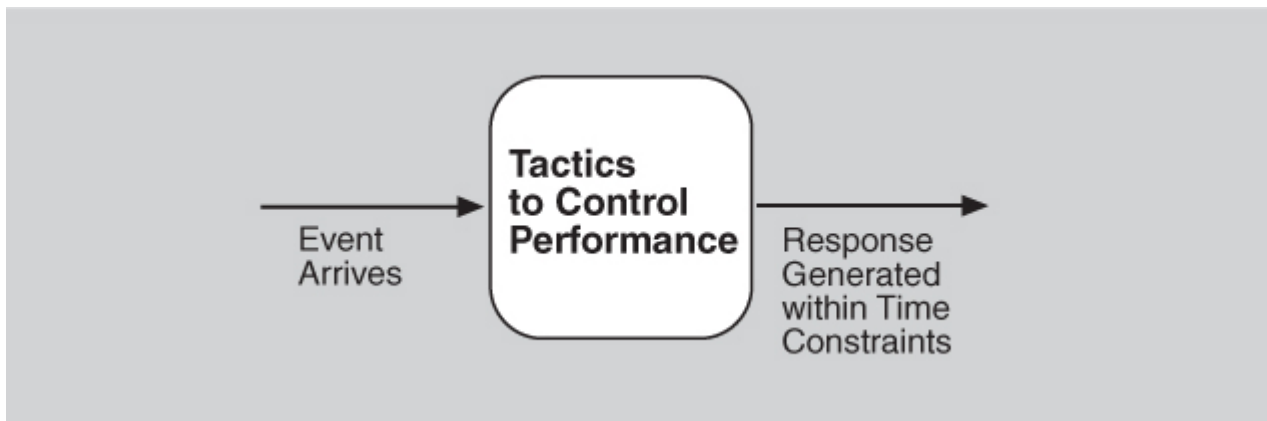 Event
Arrives
Tactics
to Control
Performance
Response
Generated
within Time
Constraints